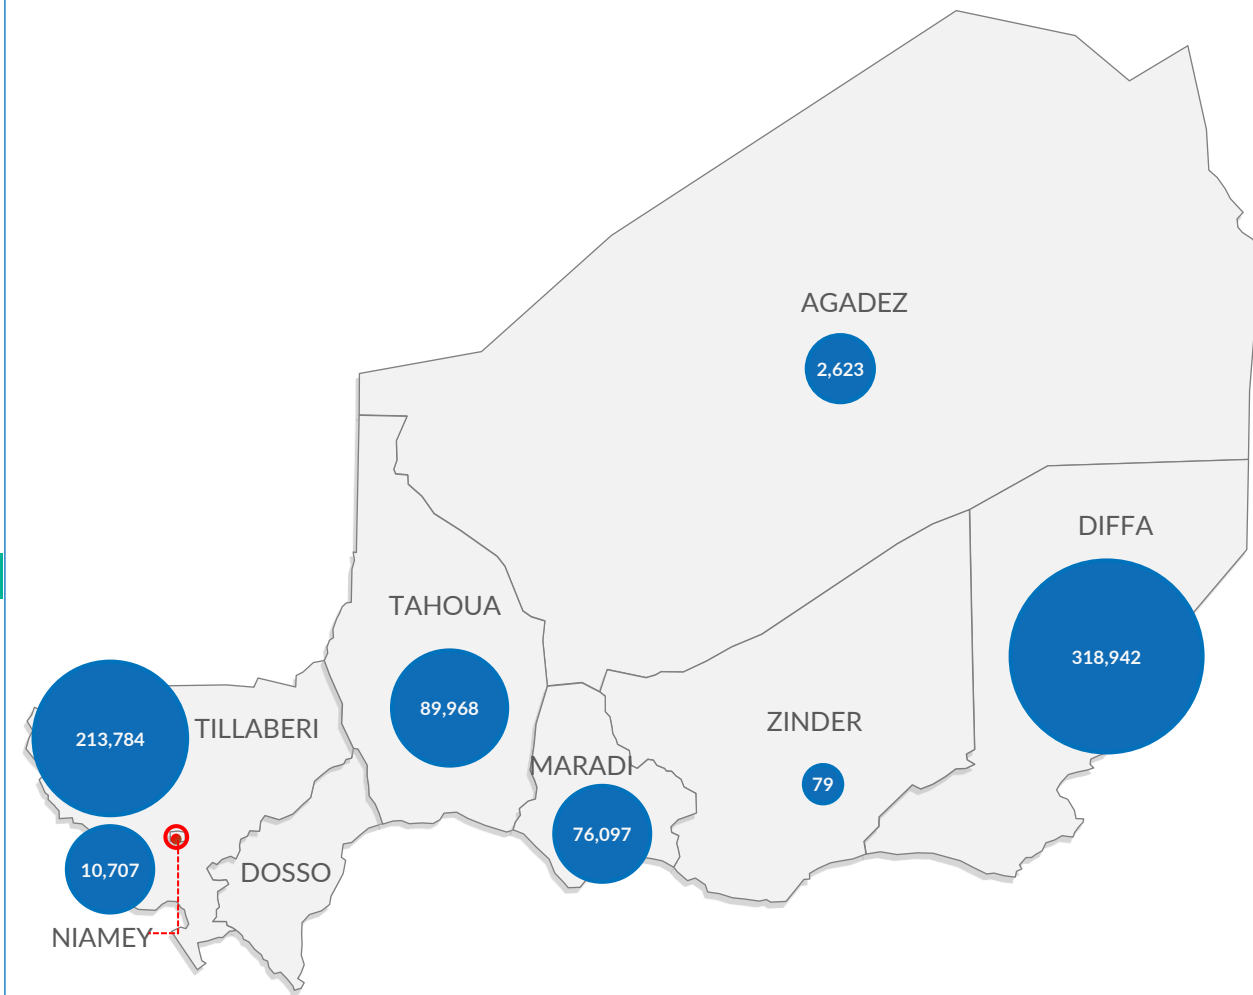 AGADEZ
2,623
DIFFA
318,942
TAHOUA
89,968
TILLABERI
213,784
ZINDER
79
MARADI
76,097
10,707
NIAMEY
DOSSO